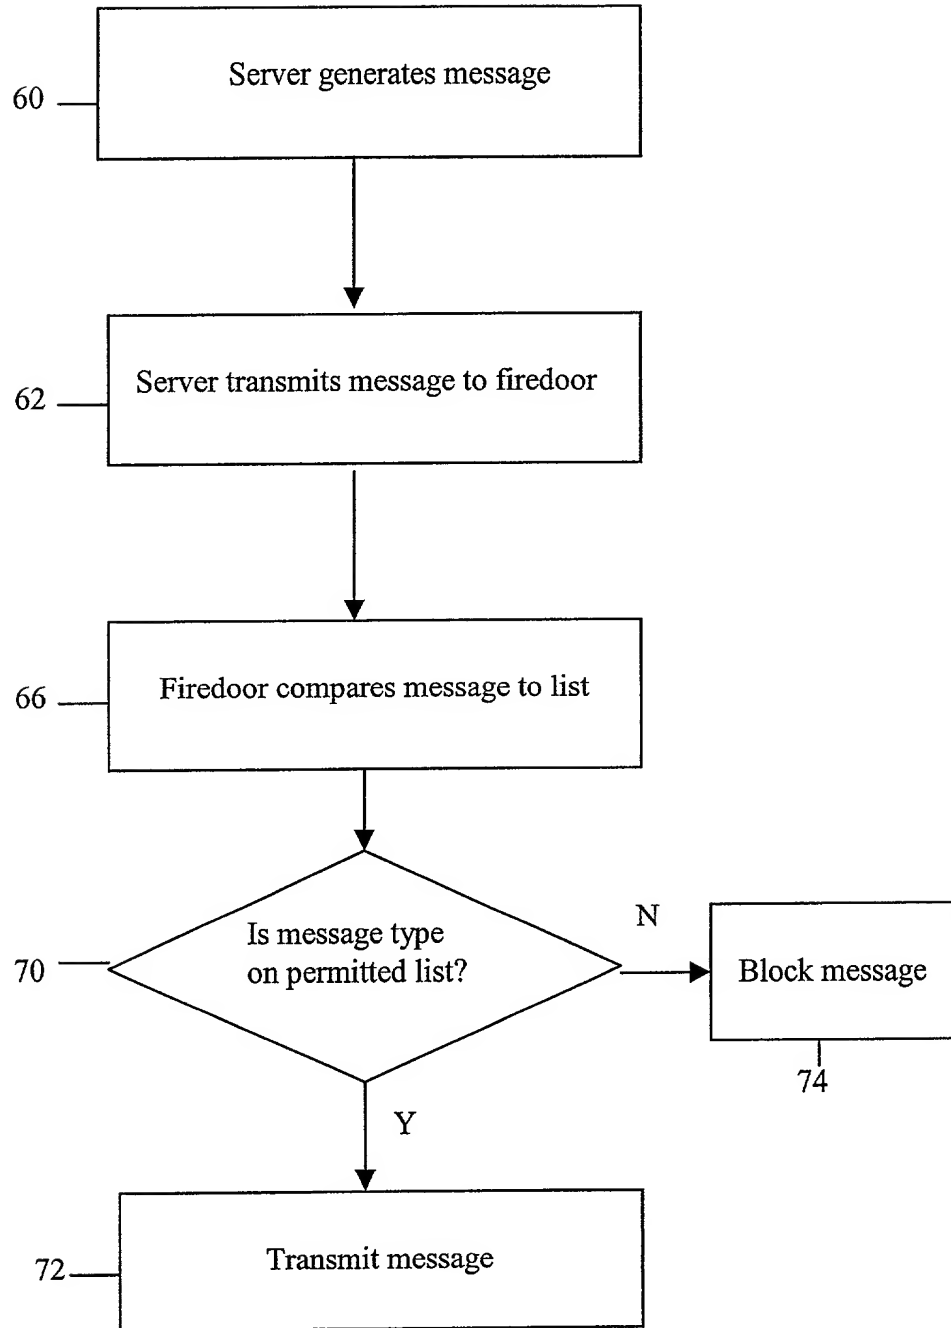 Server generates message
60
Server transmits message to firedoor
62
Firedoor compares message to list
66
Is message type
on permitted list?
70
N
Block message
74
Y
Transmit message
72